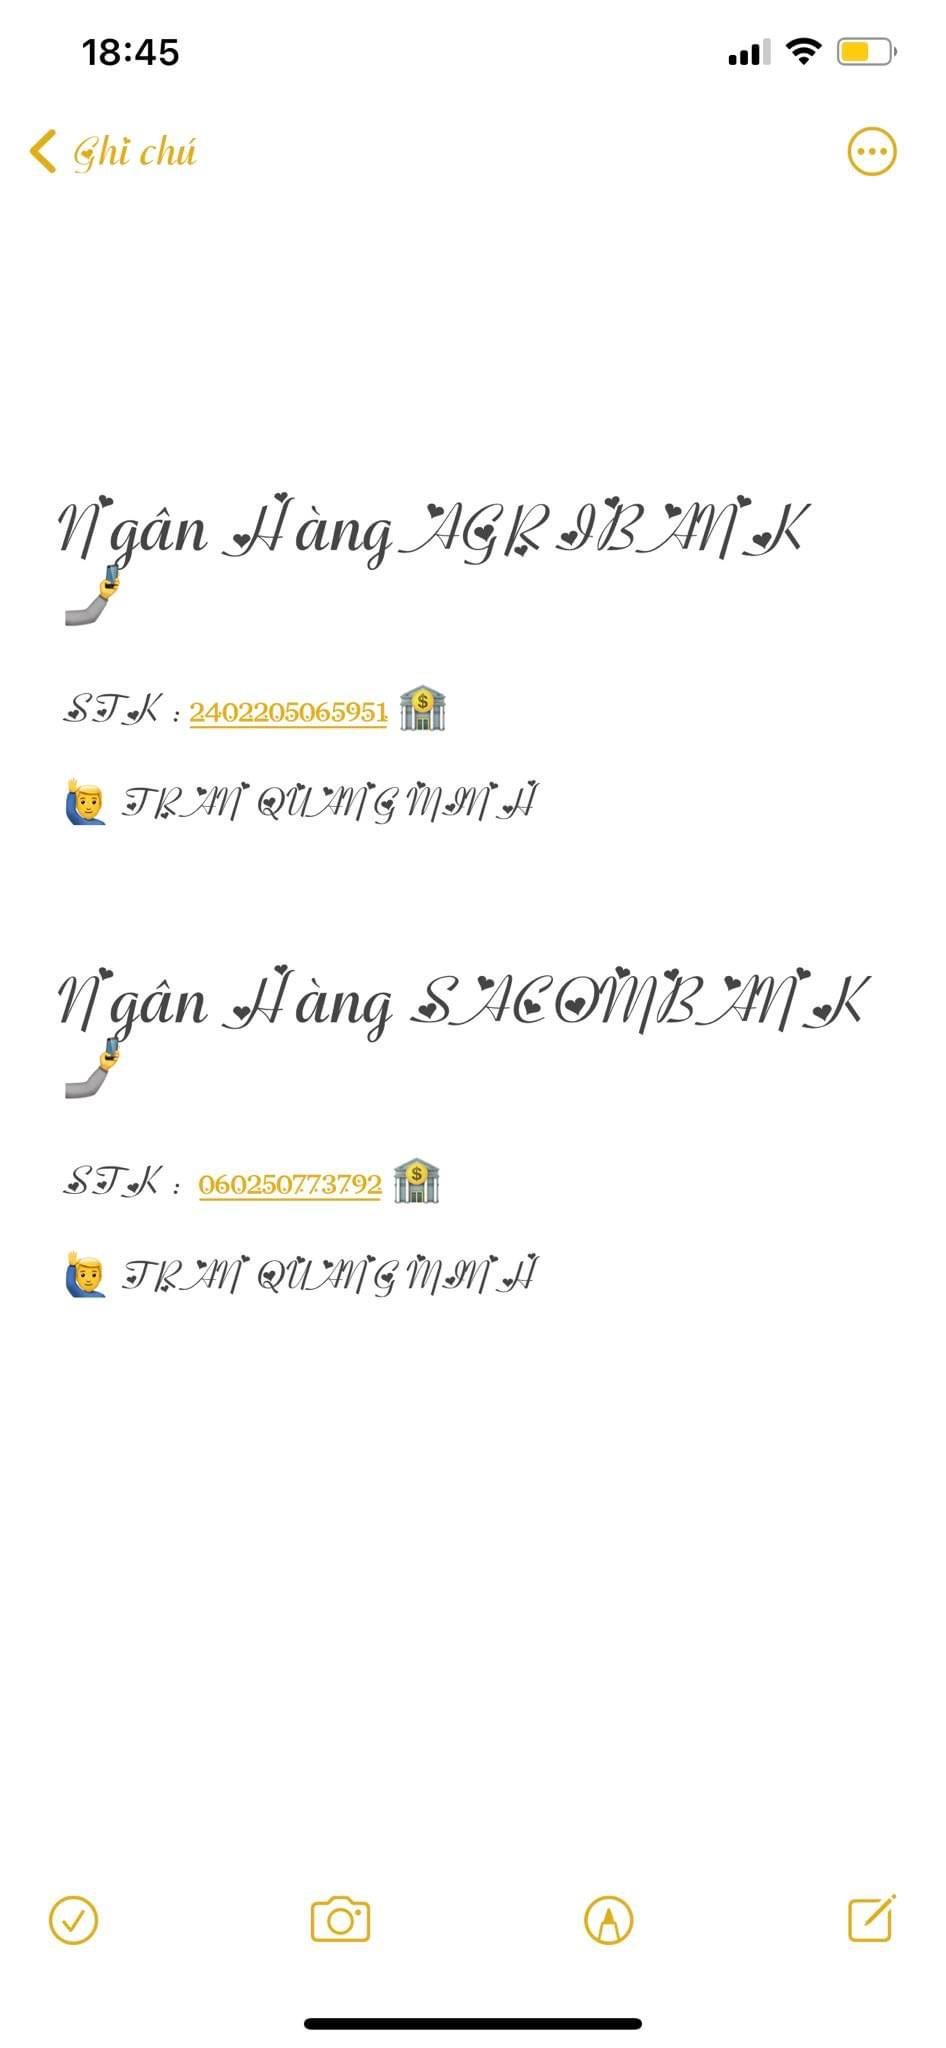 18:45
Ghi chú
Ngân Hàng AGRIBANK
STK : 2402205065951
TRAN QUANG MINH
Ngân Hàng SACOMBANK
STK : 060250773792
TRAN QUANG MINH